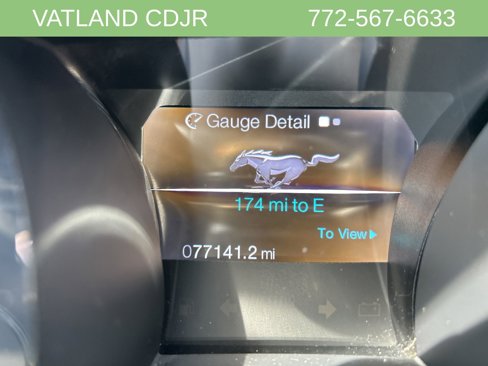 VATLAND CDJR 772-567-6633
Gauge Detail
174 mi to E
To View
077141.2 mi